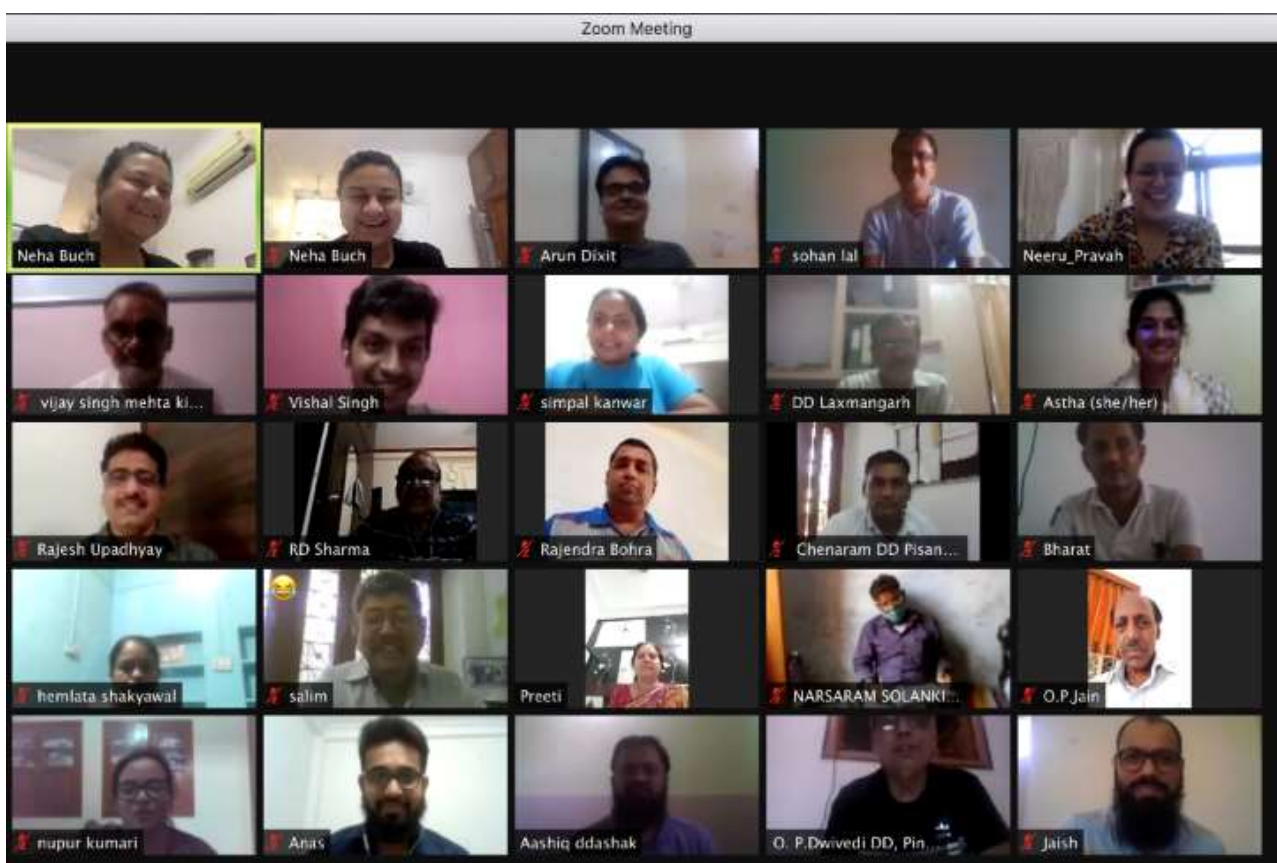 Zoom Meeting
Neha Buch
Neha Buch
Arun Dixit
sohan lal
Neeru_Pravah
vijay singh mehta ki...
Vishal Singh
simpal kanwar
DD Laxmangarh
Astha (she/her)
Rajesh Upadhyay
RD Sharma
Rajendra Bohra
Chenaram DD Pisan...
Bharat
hemlata shakyawal
salim
Preeti
NARSARAM SOLANKI...
O.P.Jain
nupur kumari
Anas
Aashiq ddashak
O. P.Dwivedi DD, Pin...
Jaish